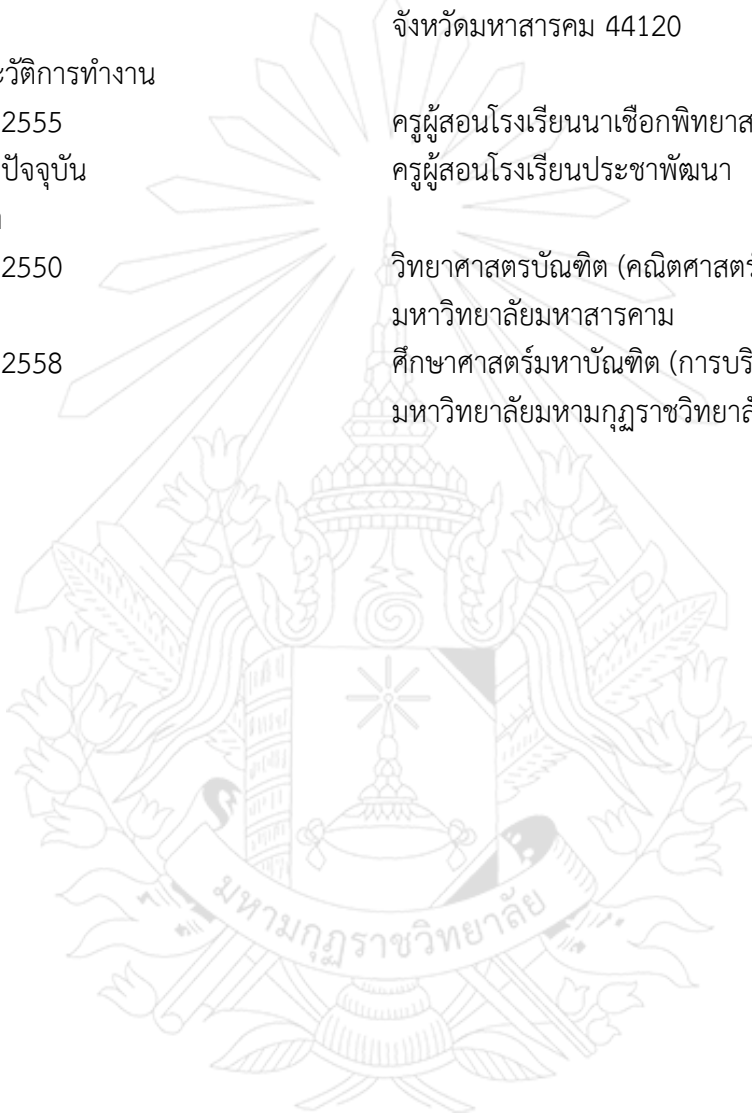 จังหวัดมหาสารคม 44120
ะวัติการทำงาน
2555 ครูผู้สอนโรงเรียนนาเชือกพิทยาส
ปัจจุบัน ครูผู้สอนโรงเรียนประชาพัฒนา
2550 วิทยาศาสตรบัณฑิต (คณิตศาสตร์
มหาวิทยาลัยมหาสารคาม
2558 ศึกษาศาสตร์มหาบัณฑิต (การบริ
มหาวิทยาลัยมหามกุฏราชวิทยาลั
มหามกุฏราชวิทยาลัย